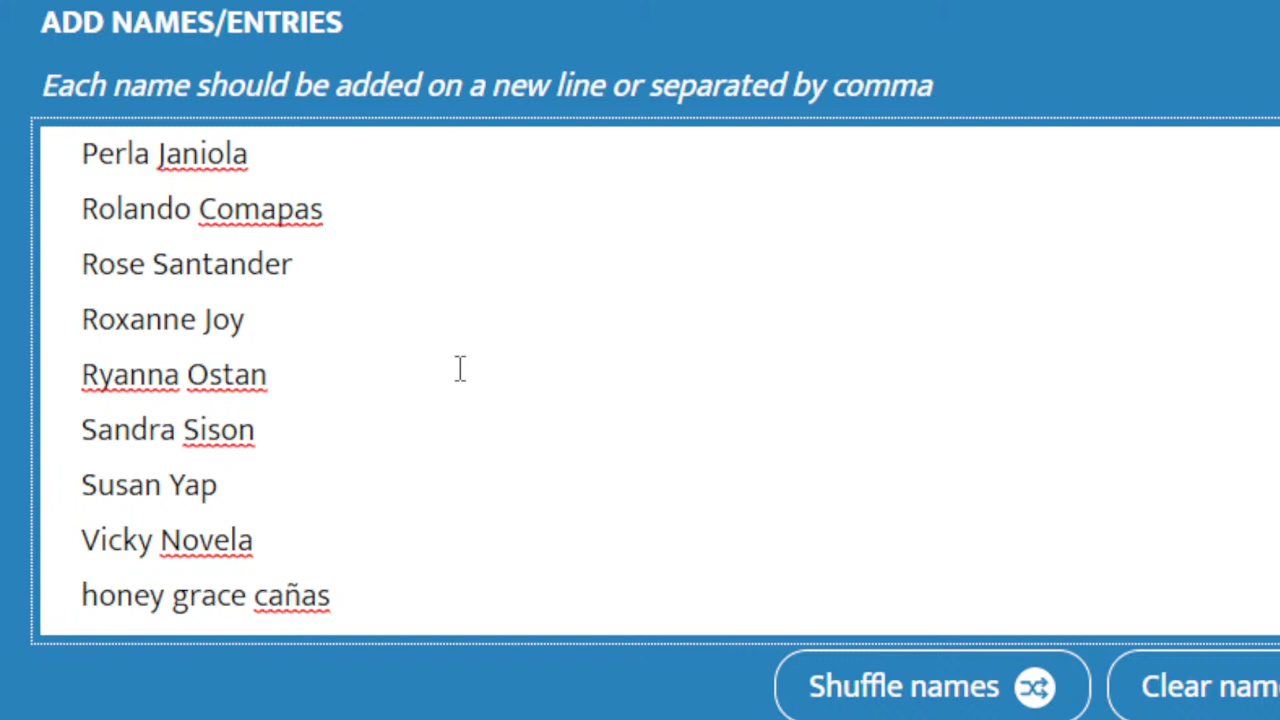 ADD NAMES/ENTRIES
Each name should be added on a new line or separated by comma
Perla Janiola
Rolando Comapas
Rose Santander
Roxanne Joy
Ryanna Ostan
Sandra Sison
Susan Yap
Vicky Novela
honey grace cañas
Shuffle names Clear